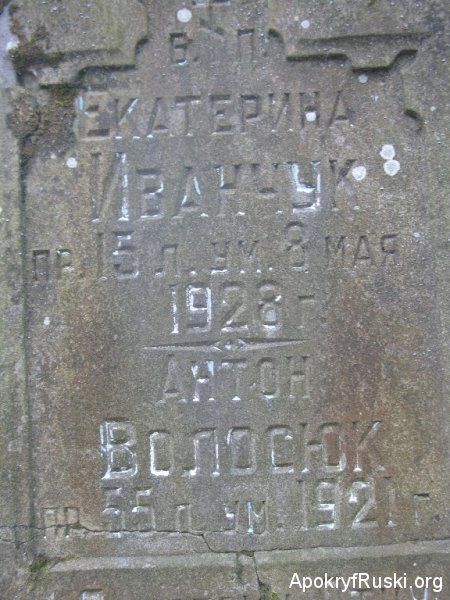 В. П.
Екатерина
Иванчук
пр. 15 л. ум. 8 мая
1928 г.
Антон
Волосюк
пр. 55 л. ум. 1921 г.
ApokryfRuski.org